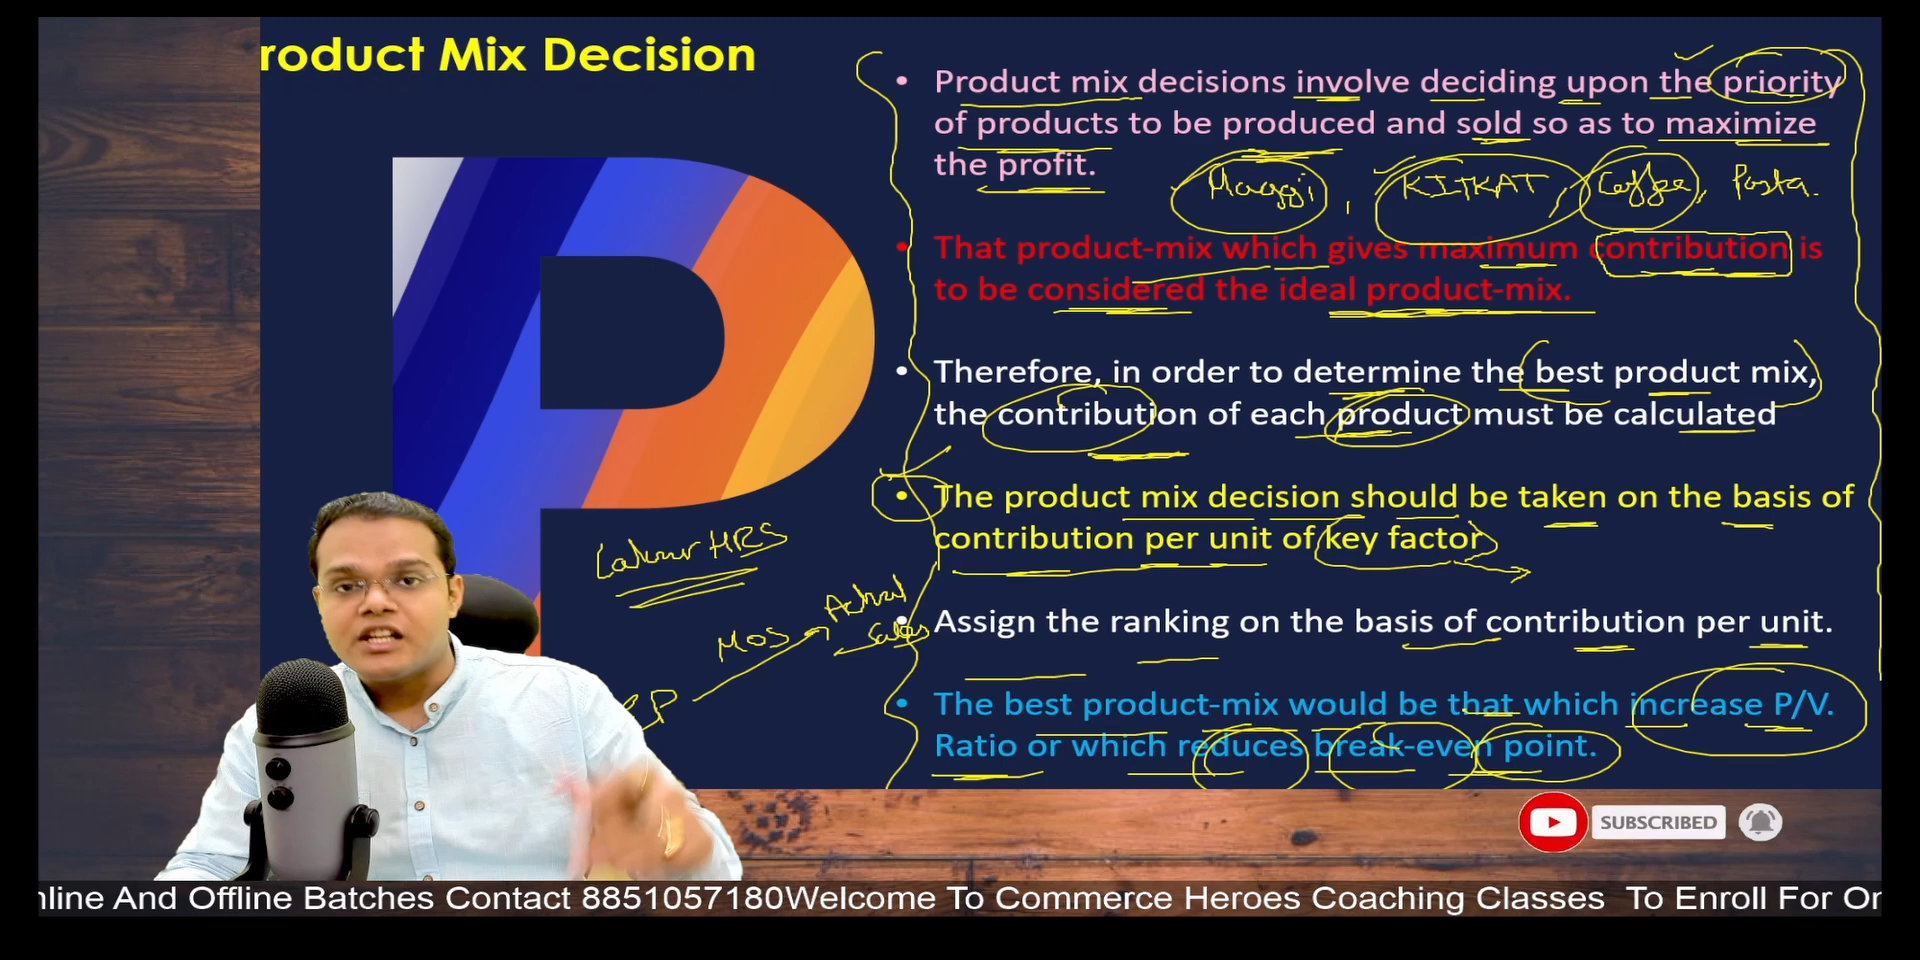 roduct Mix Decision
• Product mix decisions involve deciding upon the priority
of products to be produced and sold so as to maximize
the profit.
Maggi, KITKAT, Coffee, Pasta.
• That product-mix which gives maximum contribution is
to be considered the ideal product-mix.
• Therefore, in order to determine the best product mix,
the contribution of each product must be calculated
• The product mix decision should be taken on the basis of
contribution per unit of key factor
Labour HRS
• Assign the ranking on the basis of contribution per unit.
MOS Actual
Sales
• The best product-mix would be that which increase P/V.
Ratio or which reduces break-even point.
SUBSCRIBED
nline And Offline Batches Contact 8851057180Welcome To Commerce Heroes Coaching Classes To Enroll For On